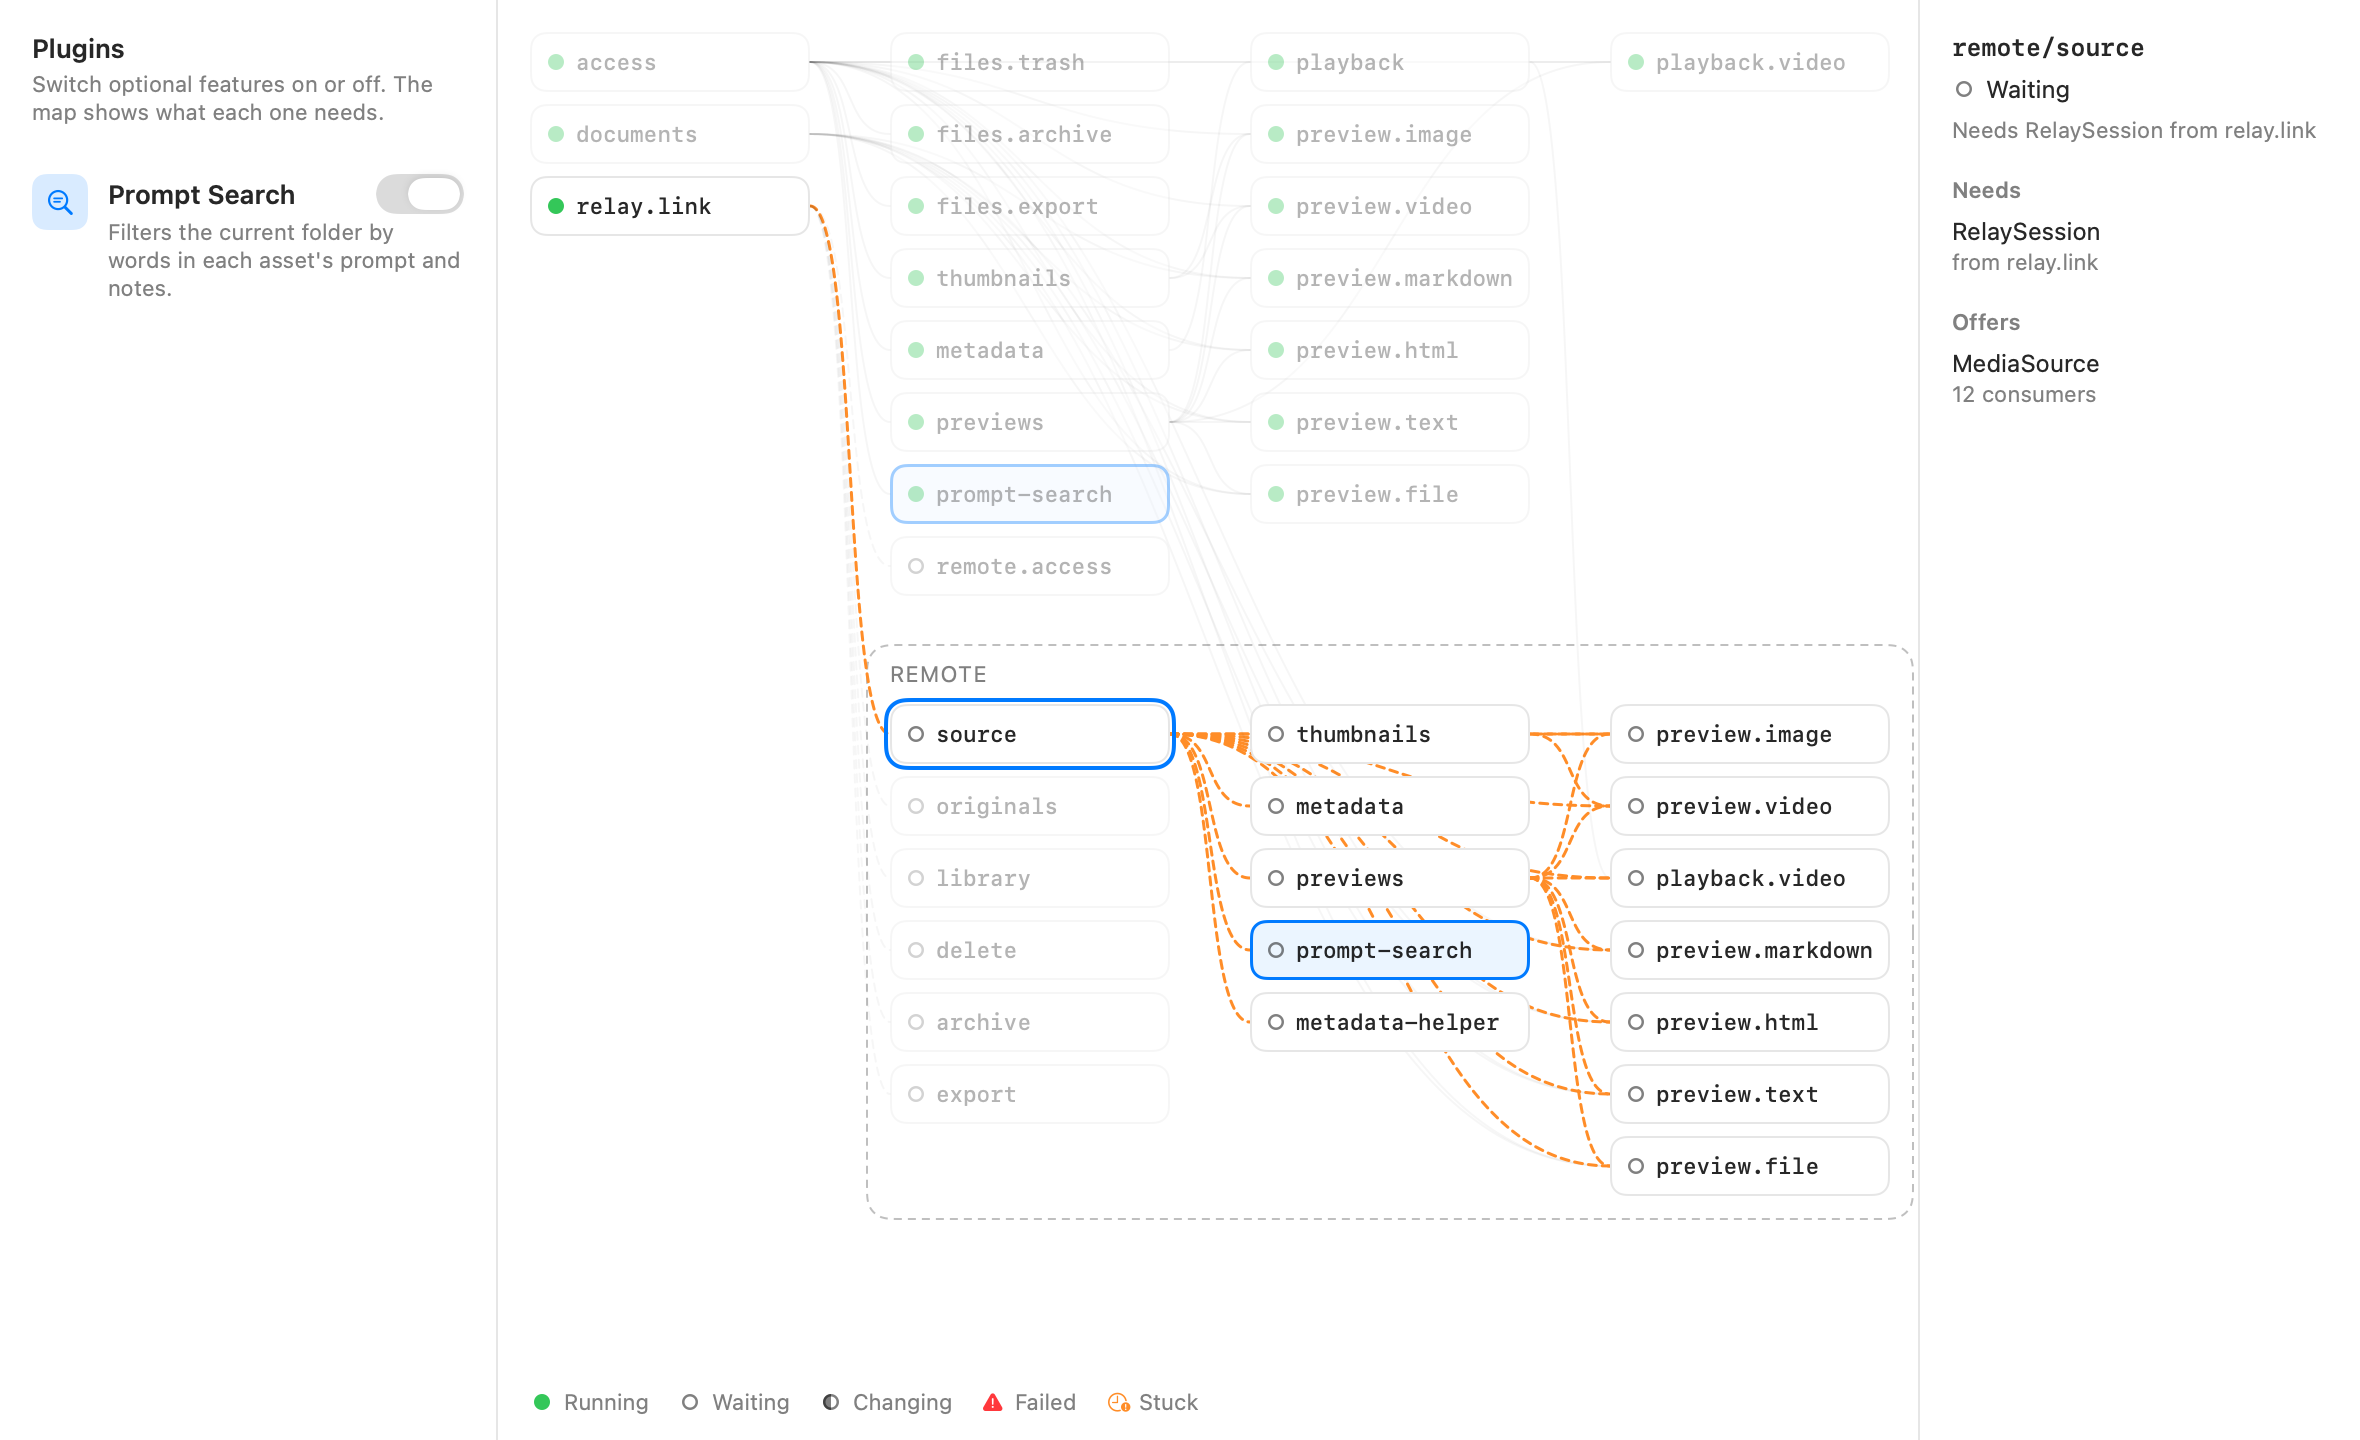 Plugins
Switch optional features on or off. The
map shows what each one needs.
Prompt Search
Filters the current folder by
words in each asset's prompt and
notes.
access
documents
relay.link
files.trash
files.archive
files.export
thumbnails
metadata
previews
prompt-search
remote.access
playback
preview.image
preview.video
preview.markdown
preview.html
preview.text
preview.file
playback.video
REMOTE
source
originals
library
delete
archive
export
thumbnails
metadata
previews
prompt-search
metadata-helper
preview.image
preview.video
playback.video
preview.markdown
preview.html
preview.text
preview.file
Running
Waiting
Changing
Failed
Stuck
remote/source
Waiting
Needs RelaySession from relay.link
Needs
RelaySession
from relay.link
Offers
MediaSource
12 consumers